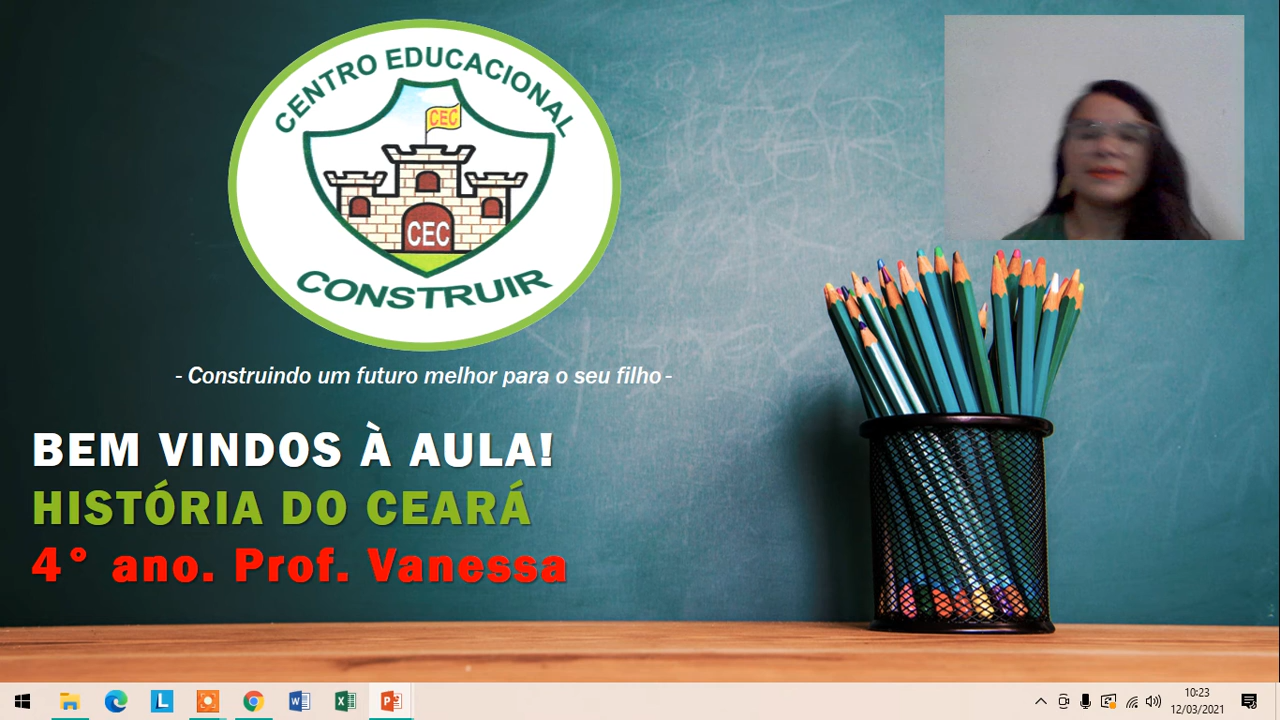 CENTRO EDUCACIONAL
CEC
CEC
CONSTRUIR
- Construindo um futuro melhor para o seu filho -
BEM VINDOS À AULA!
HISTÓRIA DO CEARÁ
4° ano. Prof. Vanessa
10:23
12/03/2021